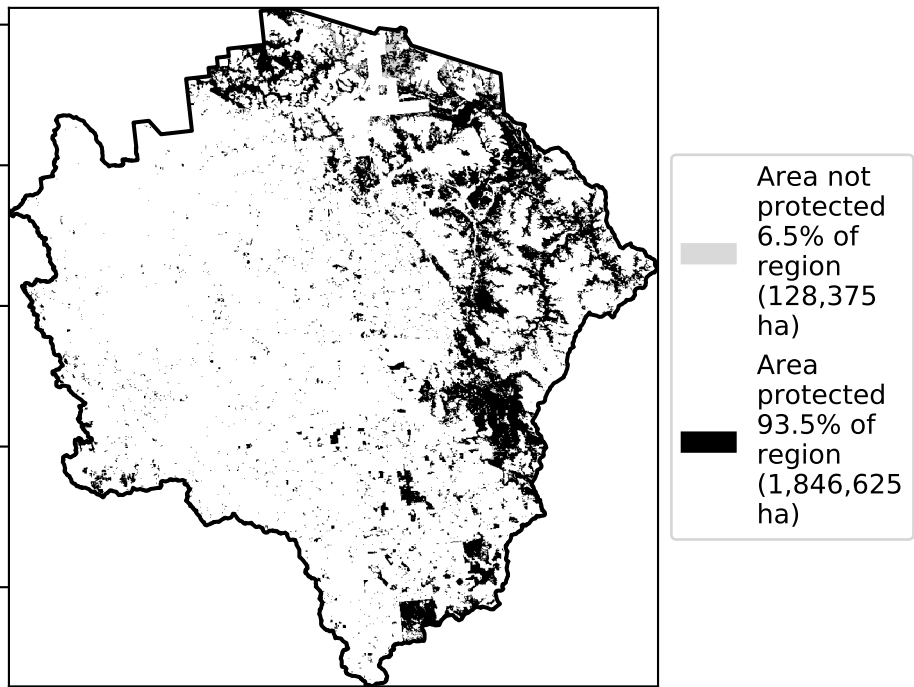 Area not
protected
6.5% of
region
(128,375
ha)
Area
protected
93.5% of
region
(1,846,625
ha)